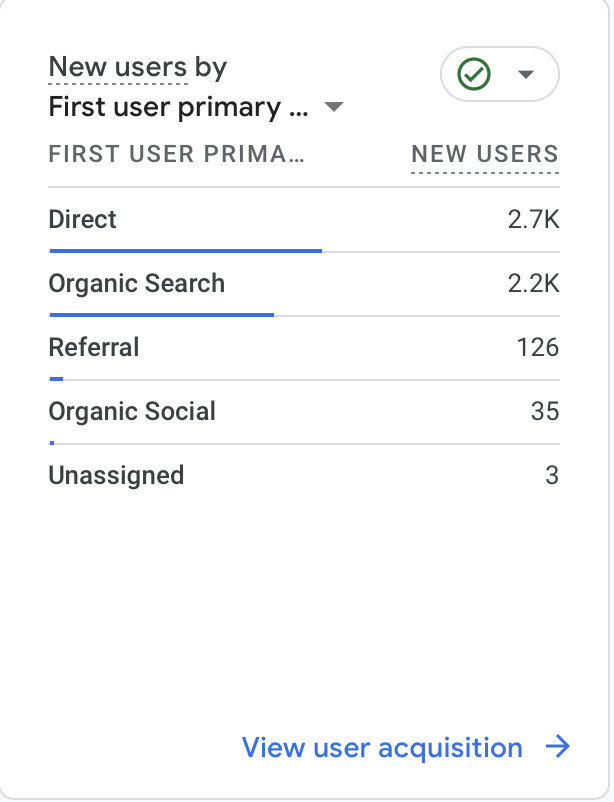 New users by
First user primary ...
FIRST USER PRIMA... NEW USERS
Direct 2.7K
Organic Search 2.2K
Referral 126
Organic Social 35
Unassigned 3
View user acquisition